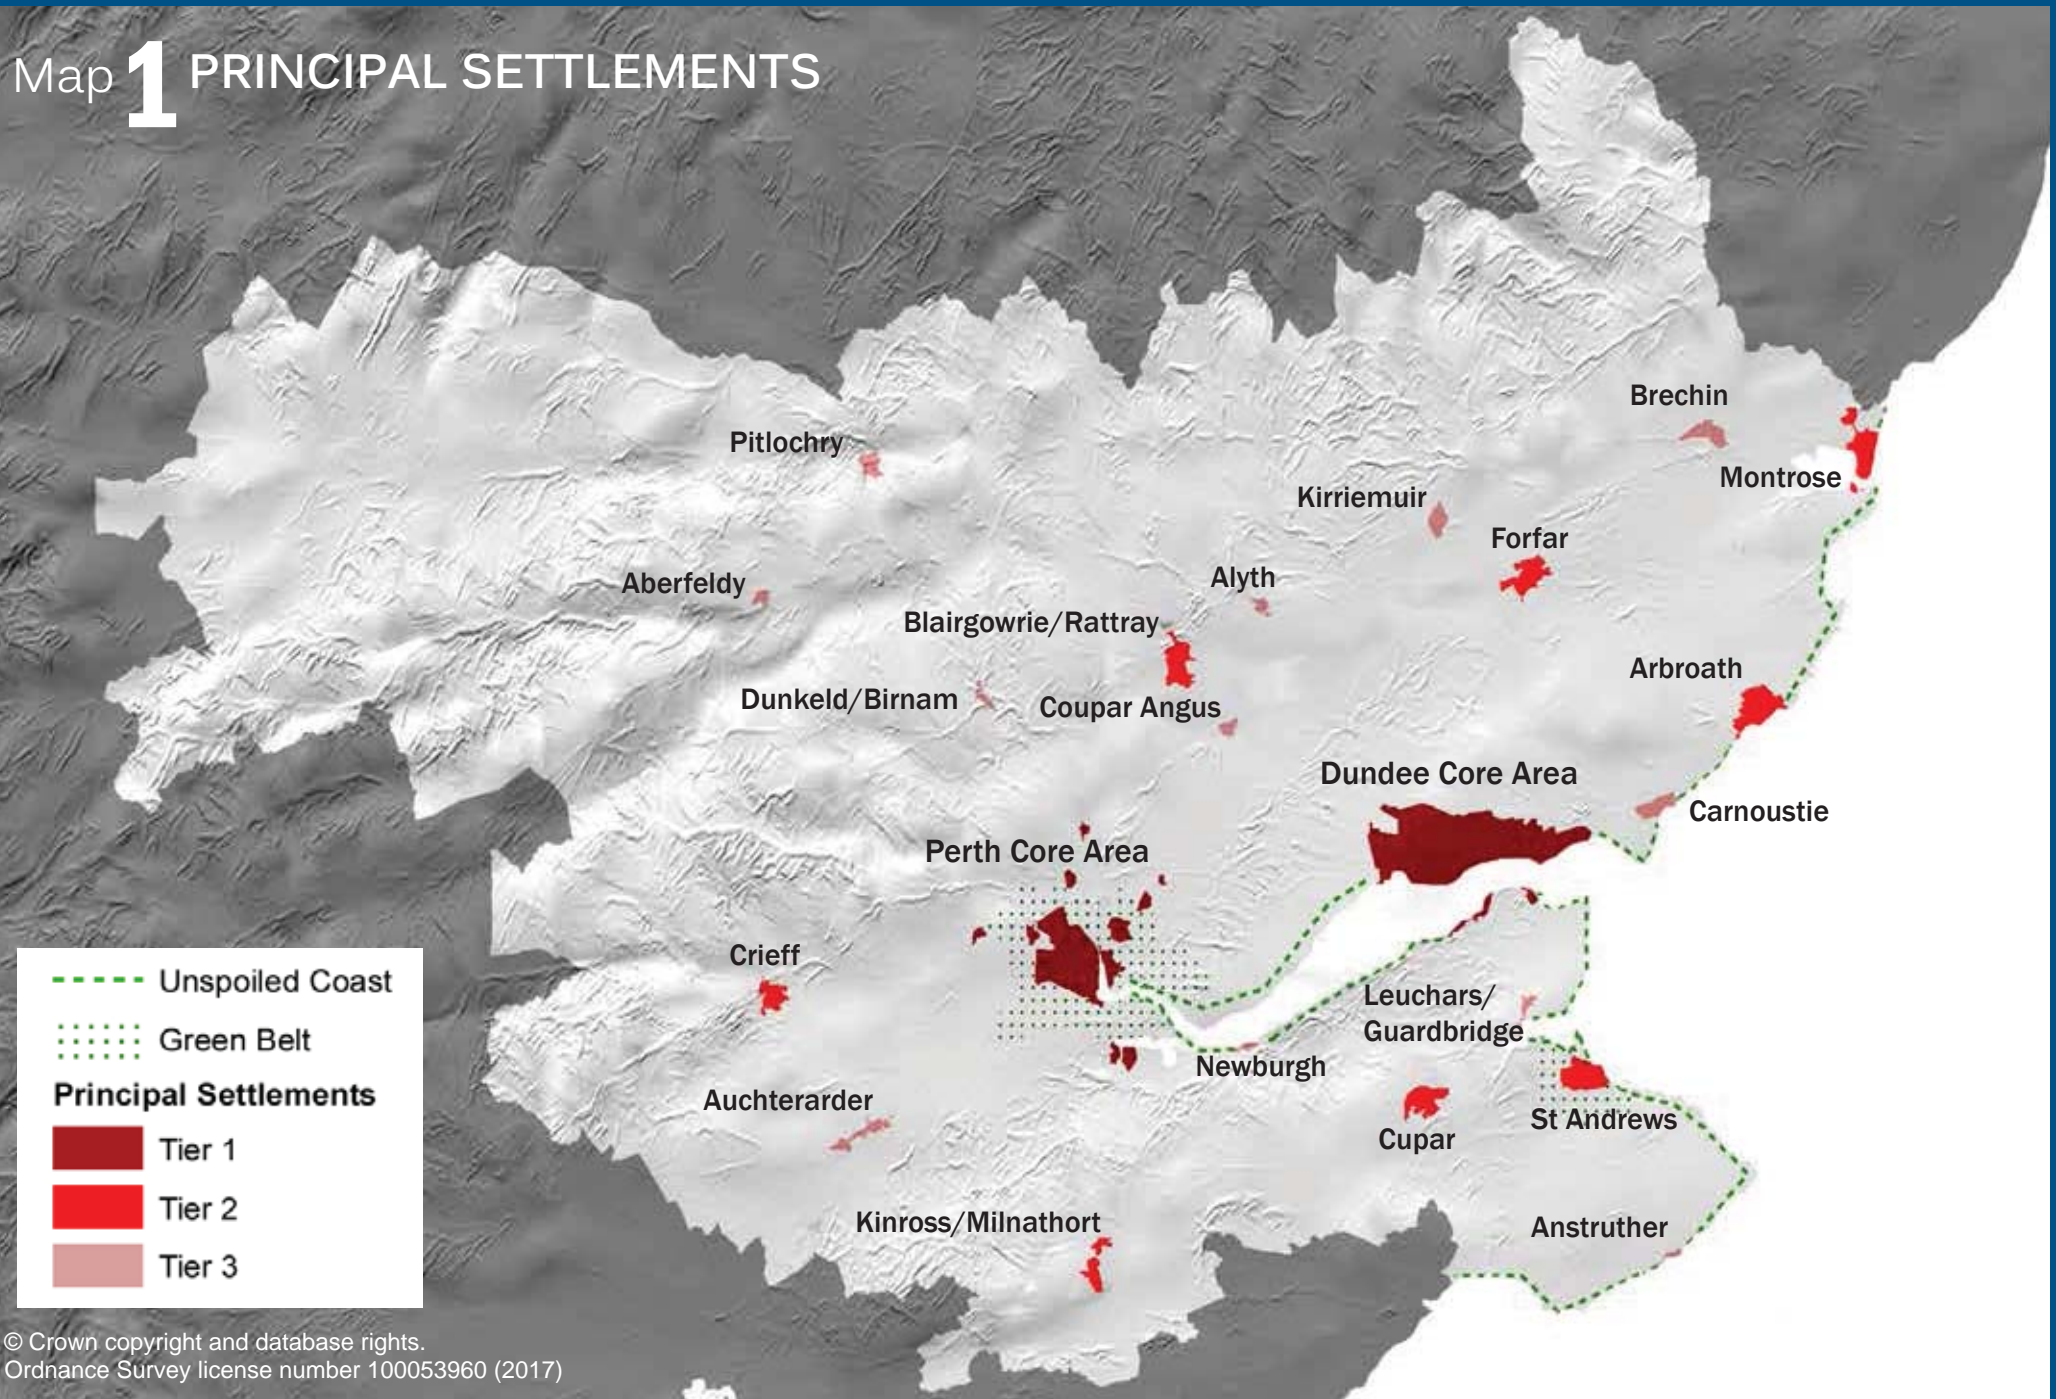 Map 1 PRINCIPAL SETTLEMENTS
Brechin
Pitlochry
Montrose
Kirriemuir
Forfar
Alyth
Aberfeldy
Blairgowrie/Rattray
Arbroath
Dunkeld/Birnam
Coupar Angus
Dundee Core Area
Carnoustie
Perth Core Area
Crieff
Leuchars/
Guardbridge
Newburgh
Auchterarder
St Andrews
Cupar
Kinross/Milnathort
Anstruther
Unspoiled Coast
Green Belt
Principal Settlements
Tier 1
Tier 2
Tier 3
© Crown copyright and database rights.
Ordnance Survey license number 100053960 (2017)